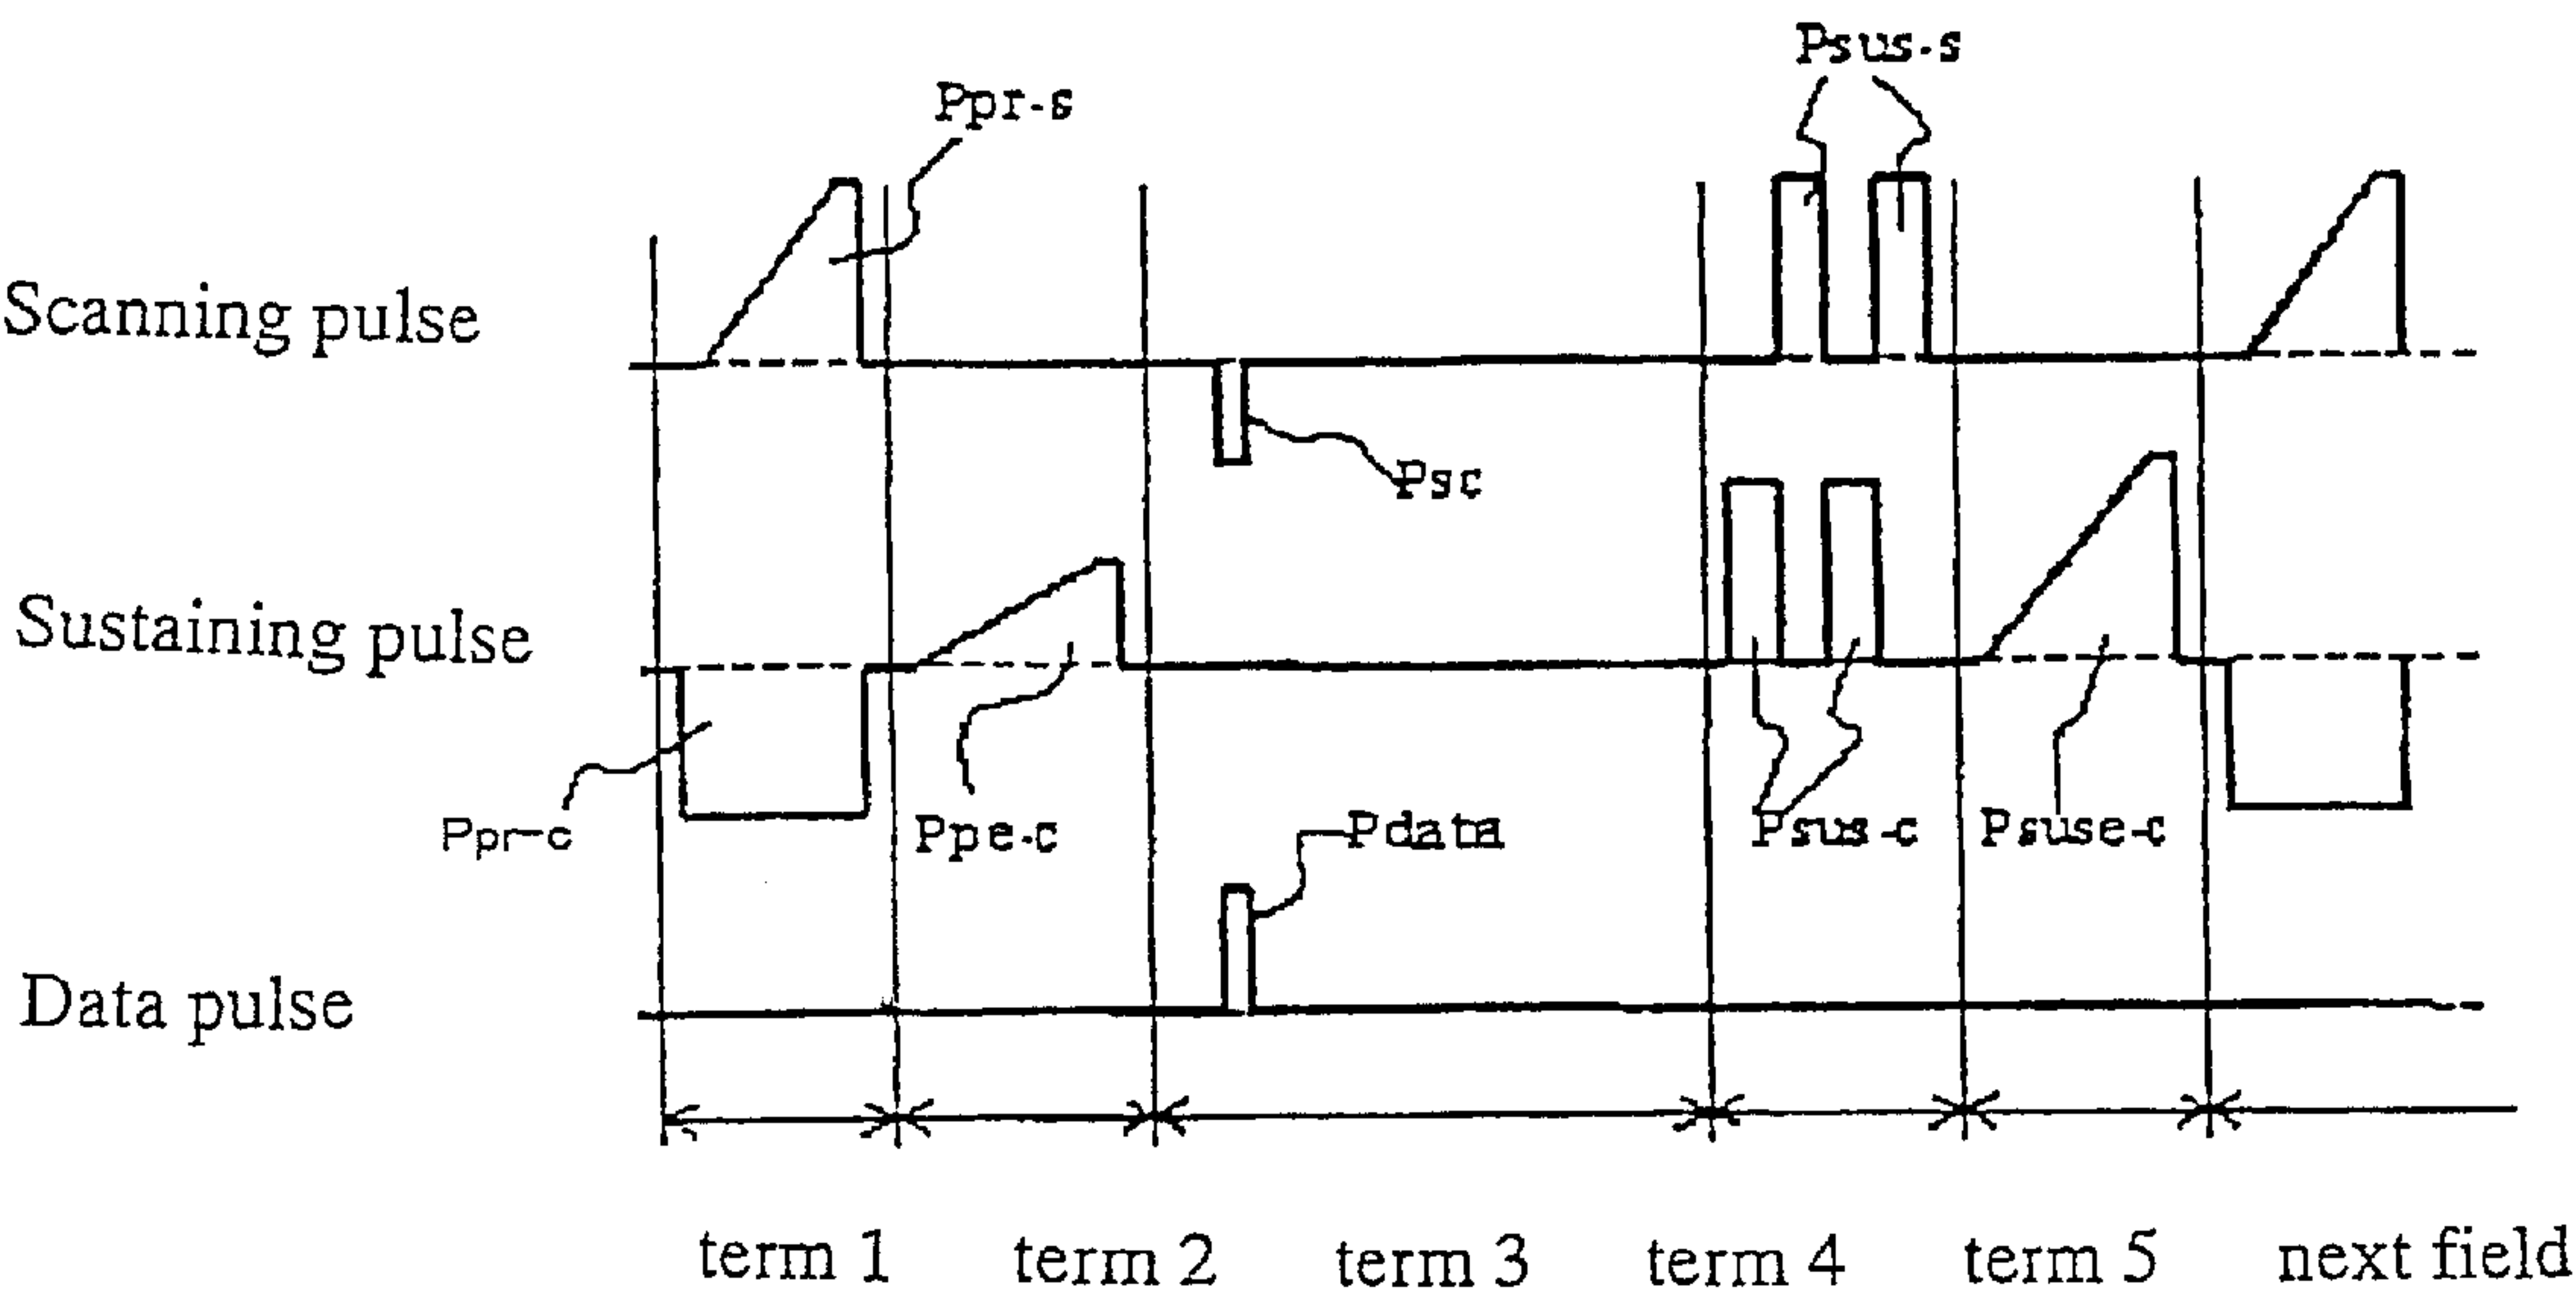 Psus-s
Ppr-s
Scanning pulse
Psc
Sustaining pulse
Ppr-c
Ppe-c
Pdata
Psus-c
Psuse-c
Data pulse
term 1
term 2
term 3
term 4
term 5
next field